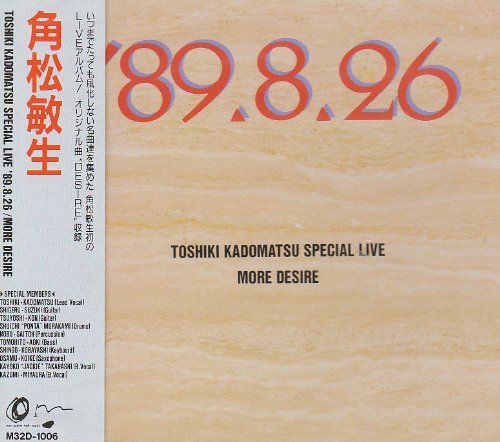 TOSHIKI KADOMATSU SPECIAL LIVE '89.8.26 / MORE DESIRE
角松敏生
いつまでたっても風化しない名曲達を集めた 角松敏生初の
LIVEアルバム! オリジナル曲“DESIRE”収録
▶SPECIAL MEMBERS◀
TOSHIKI - KADOMATSU (Lead Vocal)
SHIGERU - SUZUKI (Guitar)
TSUYOSHI - KON (Guitar)
SHUICHI "PONTA" MURAKAMI (Drums)
NOBU - SAITOH (Percussion)
TOMOHITO - AOKI (Bass)
SHINGO - KOBAYASHI (Keyboard)
OSAMU - KOIKE (Saxophone)
KAYOKO "JACKIE" TAKAHASHI (B.Vocal)
KAZUMI - MIYAURA (B.Vocal)
M32D-1006
'89.8.26
TOSHIKI KADOMATSU SPECIAL LIVE
MORE DESIRE